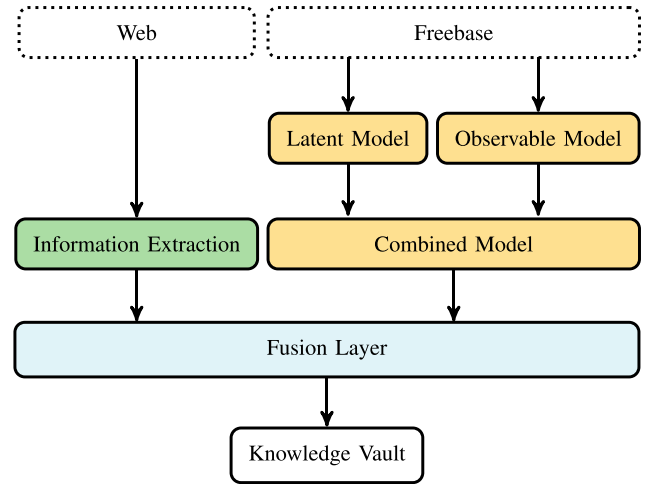 Web
Freebase
Latent Model
Observable Model
Information Extraction
Combined Model
Fusion Layer
Knowledge Vault